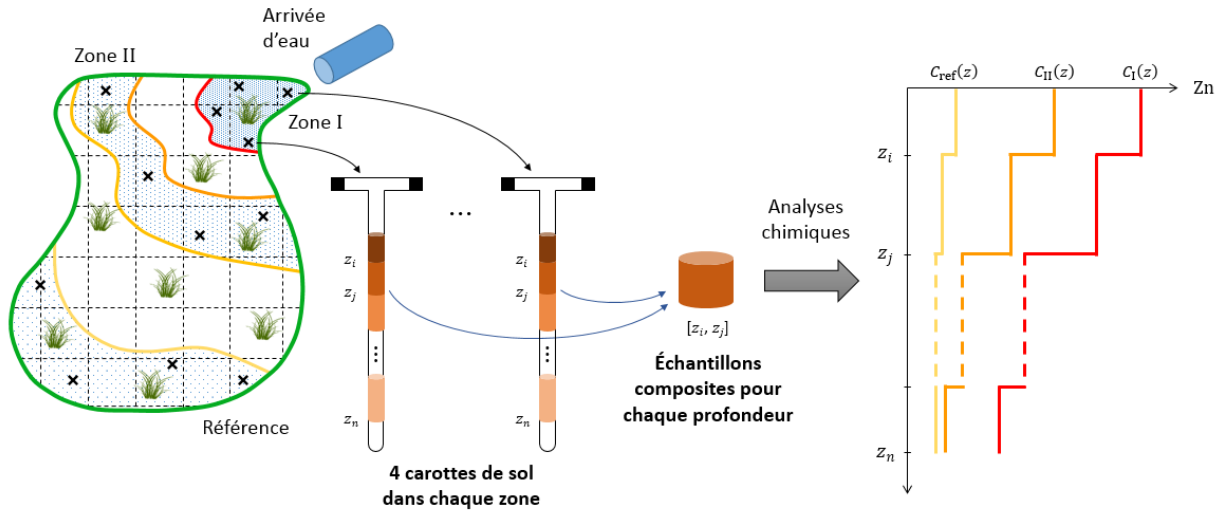 Arrivée
d'eau
Zone II
Zone I
Référence
...
z_i
z_j
z_n
z_i
z_j
z_n
4 carottes de sol
dans chaque zone
[z_i, z_j]
Échantillons
composites pour
chaque profondeur
Analyses
chimiques
C_ref(z) C_II(z) C_I(z)
Zn
z_i
z_j
z_n